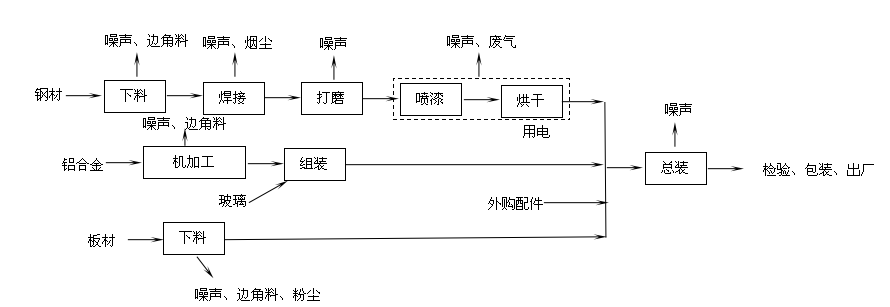 噪声、边角料
噪声、烟尘
噪声
噪声、废气
钢材
下料
焊接
打磨
喷漆
烘干
用电
噪声
噪声、边角料
铝合金
机加工
组装
总装
检验、包装、出厂
玻璃
外购配件
板材
下料
噪声、边角料、粉尘